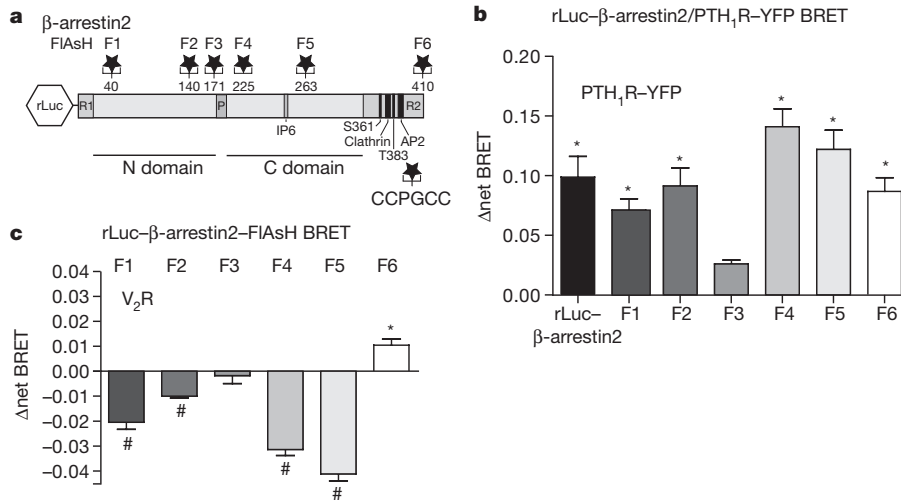 a
β-arrestin2
FlAsH F1 F2 F3 F4 F5 F6
40 140 171 225 263 410
rLuc R1 P R2
IP6
S361
Clathrin
T383
AP2
N domain
C domain
CCPGCC
b
rLuc–β-arrestin2/PTH₁R–YFP BRET
PTH₁R–YFP
Δnet BRET
0.20
0.15
0.10
0.05
0.00
* * * * * *
rLuc–
β-arrestin2
F1 F2 F3 F4 F5 F6
c
rLuc–β-arrestin2–FlAsH BRET
F1 F2 F3 F4 F5 F6
V₂R
Δnet BRET
0.04
0.03
0.02
0.01
0.00
–0.01
–0.02
–0.03
–0.04
*
# # # #